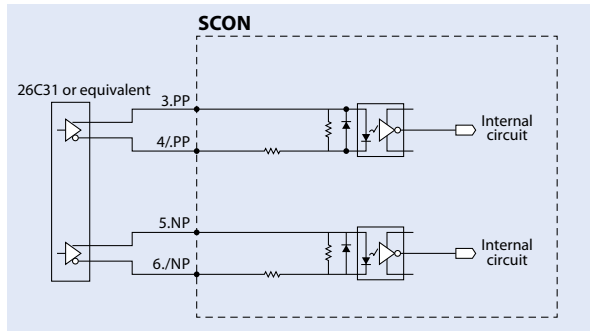 SCON
26C31 or equivalent
3.PP
4/.PP
Internal
circuit
5.NP
6./NP
Internal
circuit